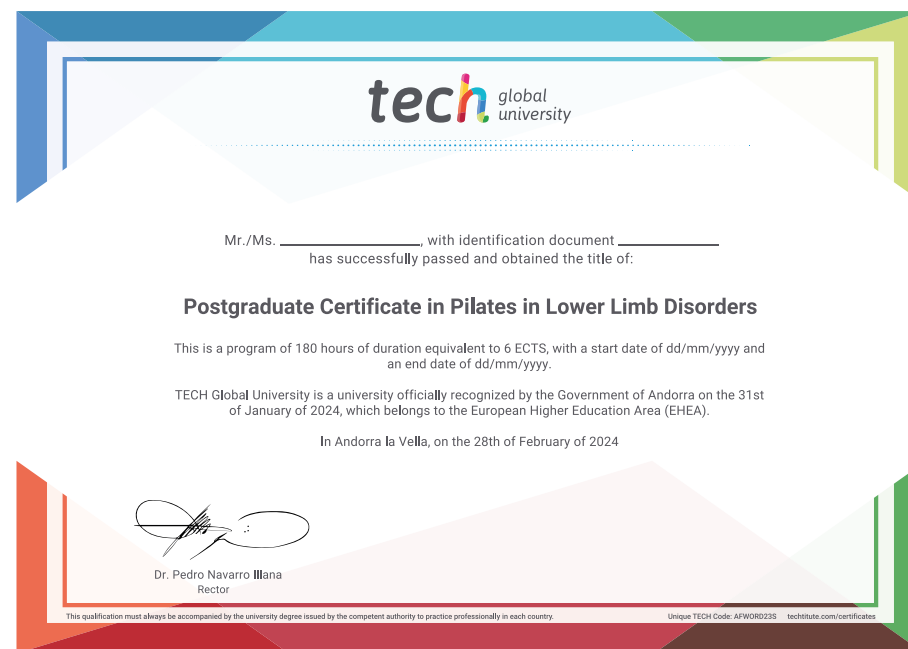 tech global
university
Mr./Ms. ____________________, with identification document ______________
has successfully passed and obtained the title of:
Postgraduate Certificate in Pilates in Lower Limb Disorders
This is a program of 180 hours of duration equivalent to 6 ECTS, with a start date of dd/mm/yyyy and
an end date of dd/mm/yyyy.
TECH Global University is a university officially recognized by the Government of Andorra on the 31st
of January of 2024, which belongs to the European Higher Education Area (EHEA).
In Andorra la Vella, on the 28th of February of 2024
Dr. Pedro Navarro Illana
Rector
This qualification must always be accompanied by the university degree issued by the competent authority to practice professionally in each country. Unique TECH Code: AFWORD23S techtitute.com/certificates